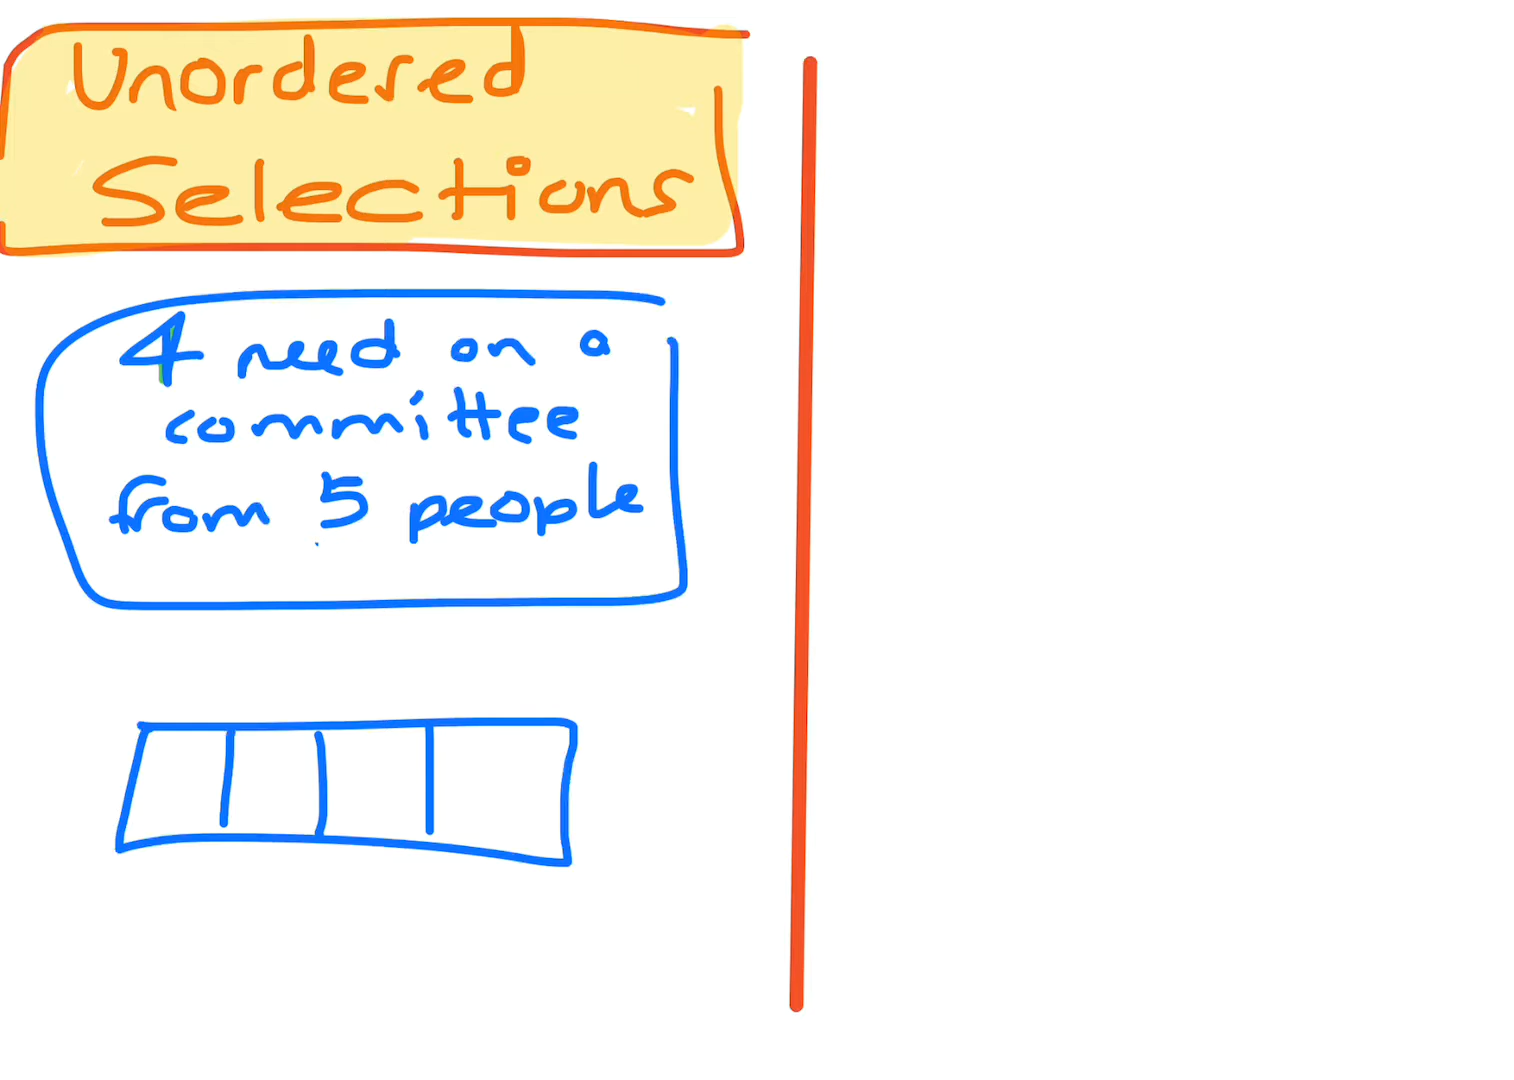 Unordered
Selections
4 need on a
committee
from 5 people